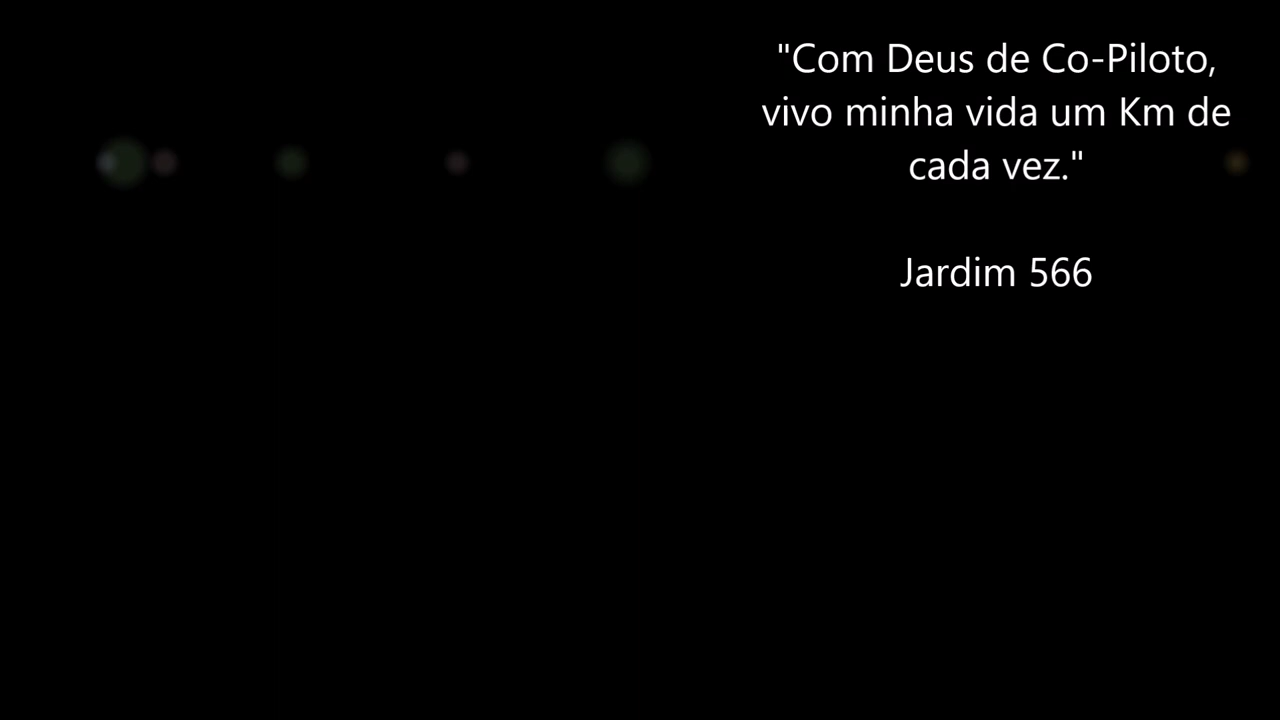 "Com Deus de Co-Piloto,
vivo minha vida um Km de
cada vez."
Jardim 566